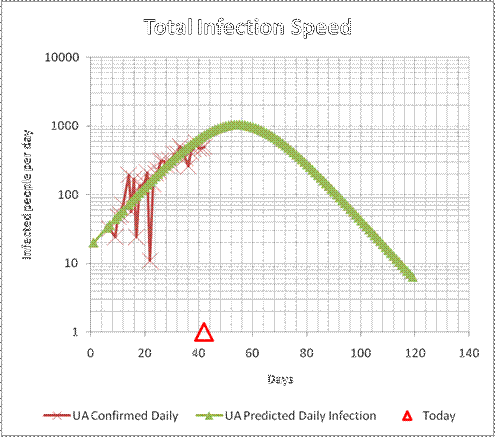 Total Infection Speed
10000
1000
100
10
1
Infected people per day
0 20 40 60 80 100 120 140
Days
UA Confirmed Daily UA Predicted Daily Infection Today